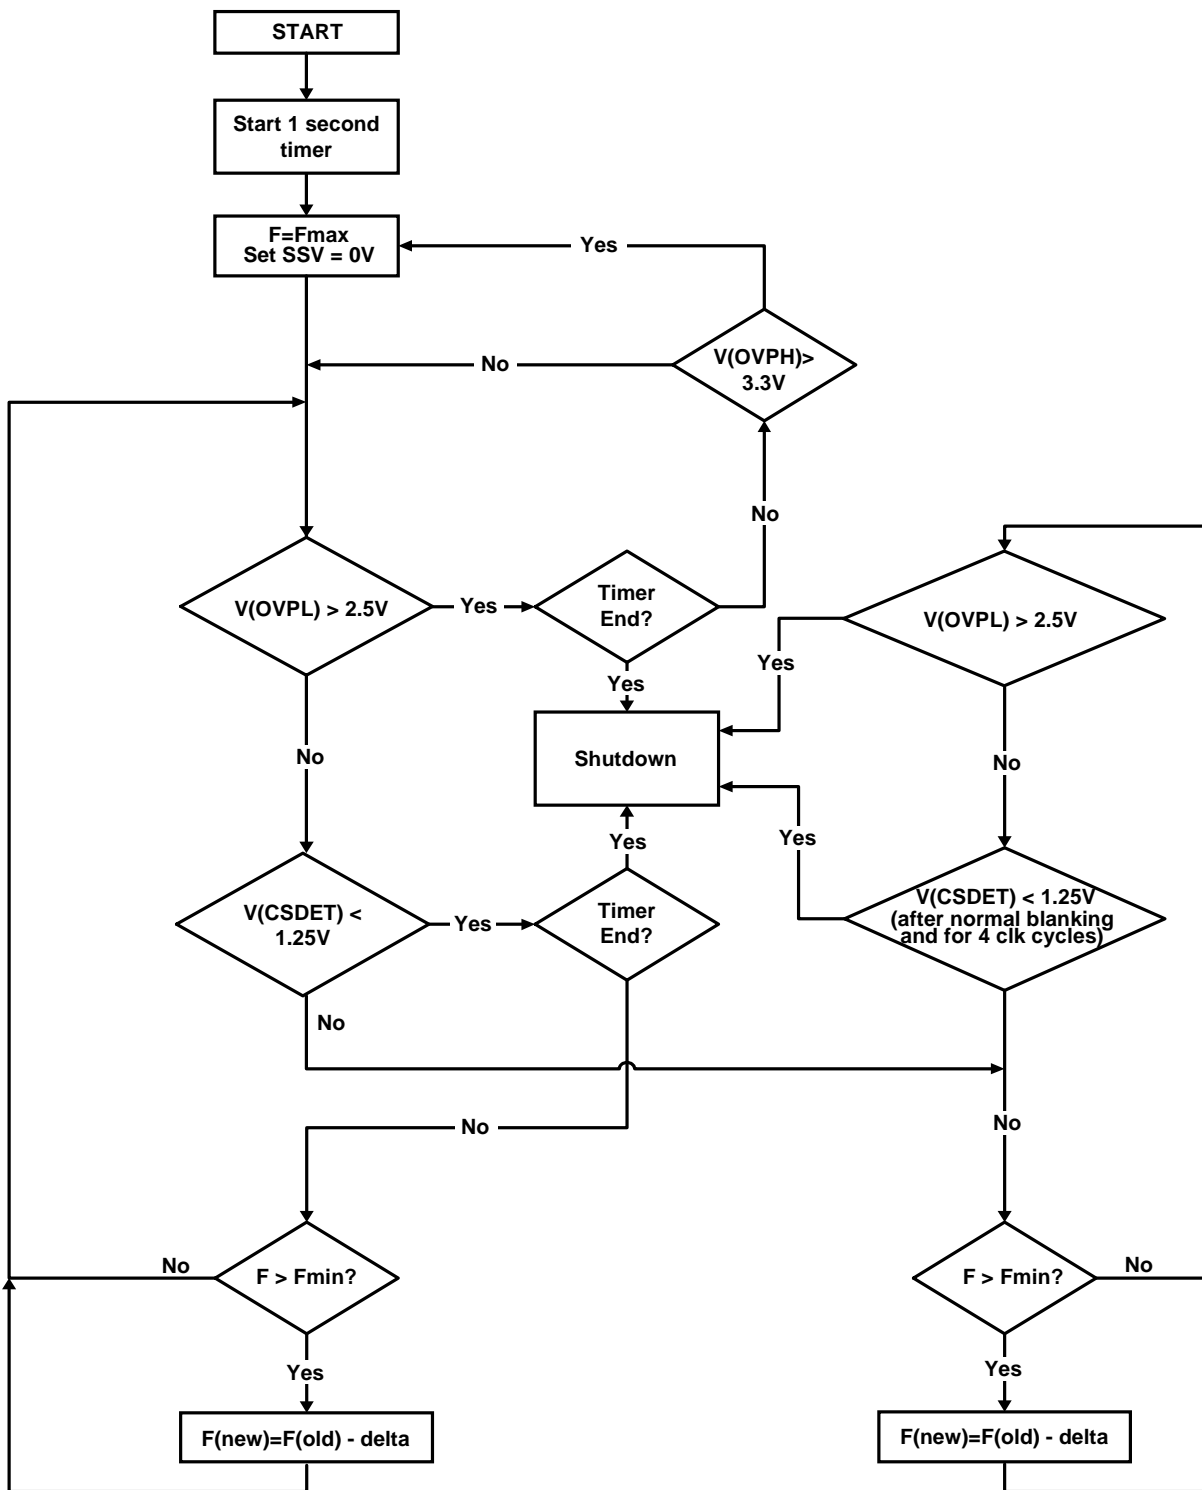 START
Start 1 second
timer
F=Fmax
Set SSV = 0V
Yes
V(OVPH)>
3.3V
No
No
V(OVPL) > 2.5V
Yes
Timer
End?
V(OVPL) > 2.5V
Yes
Yes
Shutdown
No
No
Yes
Yes
V(CSDET) <
1.25V
Yes
Timer
End?
V(CSDET) < 1.25V
(after normal blanking
and for 4 clk cycles)
No
No
No
No
F > Fmin?
F > Fmin?
No
Yes
Yes
F(new)=F(old) - delta
F(new)=F(old) - delta